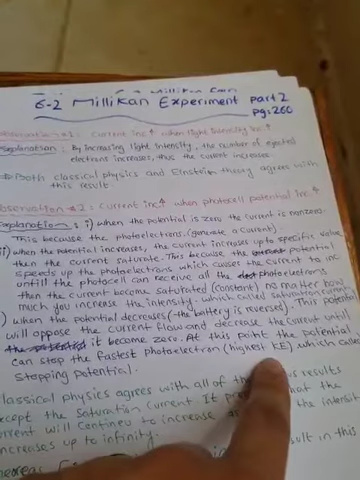 6-2 Millikan Experiment part 2
pg:260
observation #1: Current inc.↑ when light intensity inc.↑
Explanation: By increasing light intensity, the number of ejected
electrons increases, thus the current increases
Both classical physics and Einstein theory agrees with
this result
observation #2: Current inc.↑ when photocell potential inc.↑
Explanation: i) when the potential is zero the current is nonzero.
This because the photoelectrons. (generate a current)
ii) when the potential increases, the current increases up to specific value
then the current saturate. This because the potential
speeds up the photoelectrons which causes the current to inc
untill the photocell can receive all the photoelectrons
then the current become saturated (constant) no matter how
much you increase the intensity. which called saturation
) when the potential decreases (the battery is reversed). This potential
will oppose the current flow and decrease the current until
it become zero. At this point the potential
can stop the fastest photoelectron (highest KE) which called
stopping potential.
Classical physics agrees with all of the results
except the saturation current. It that the
current will continue to increase the
increases up to infinity. result in this